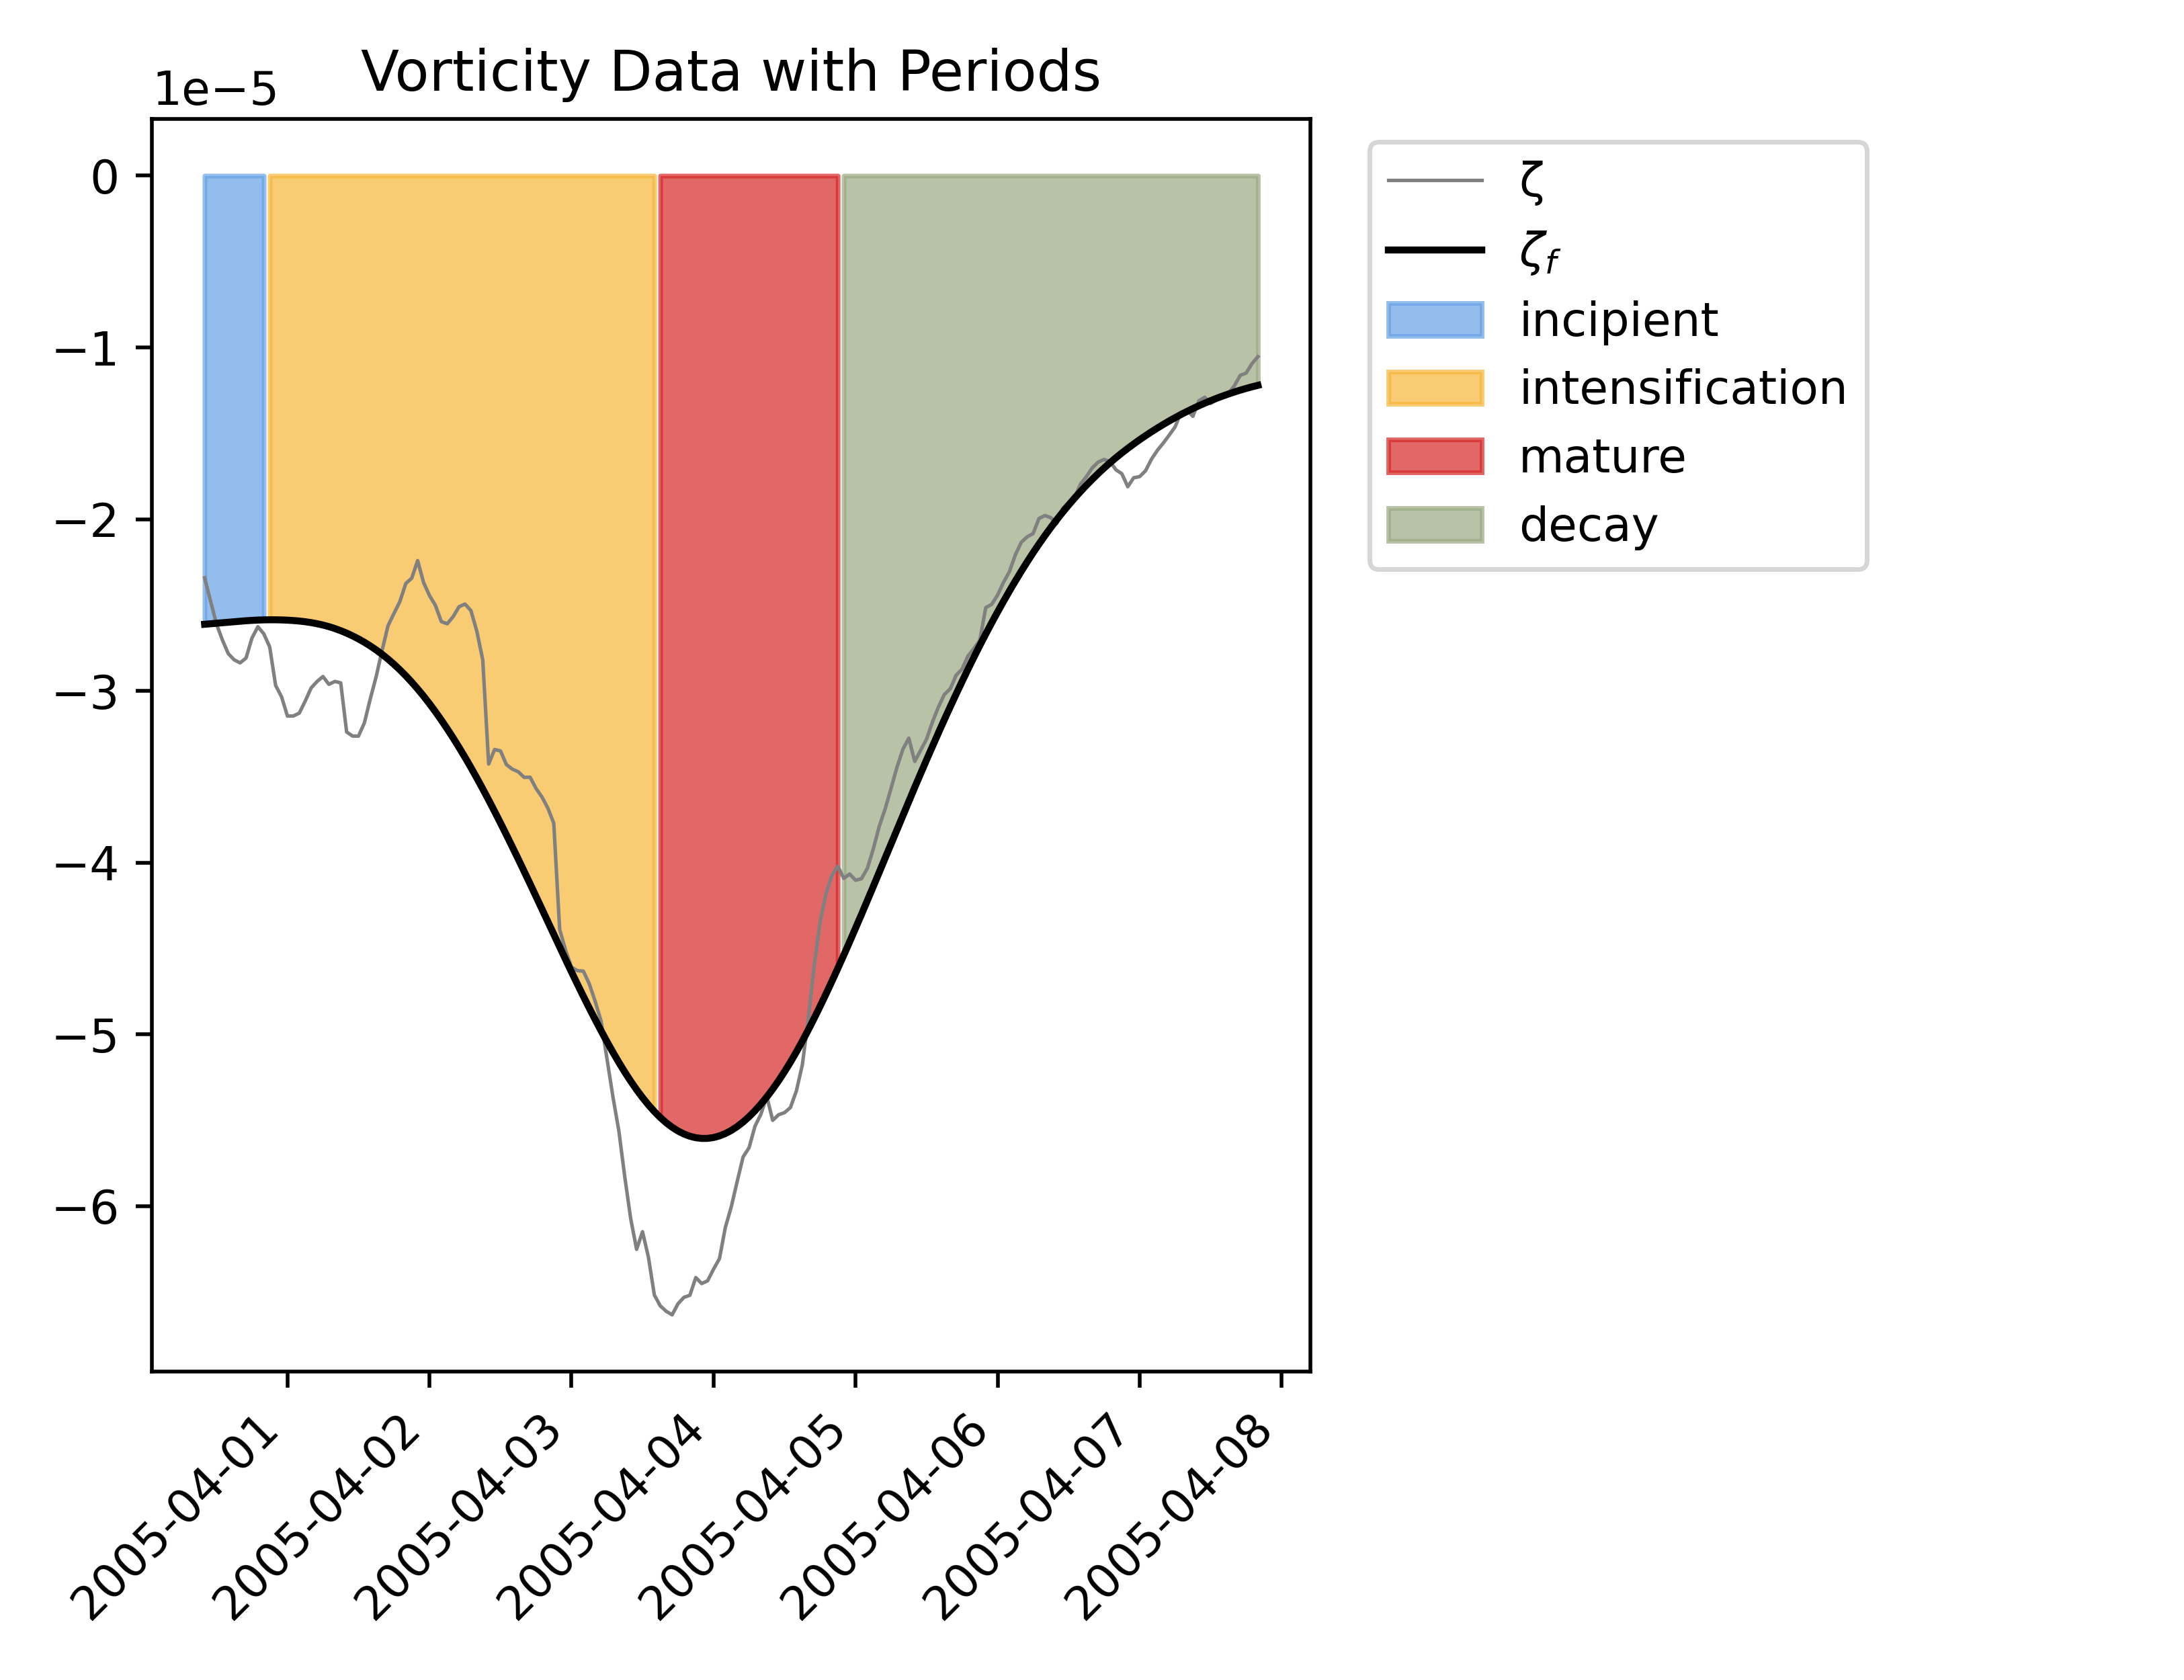 Vorticity Data with Periods
1e−5
0
−1
−2
−3
−4
−5
−6
2005-04-01
2005-04-02
2005-04-03
2005-04-04
2005-04-05
2005-04-06
2005-04-07
2005-04-08
ζ
ζf
incipient
intensification
mature
decay